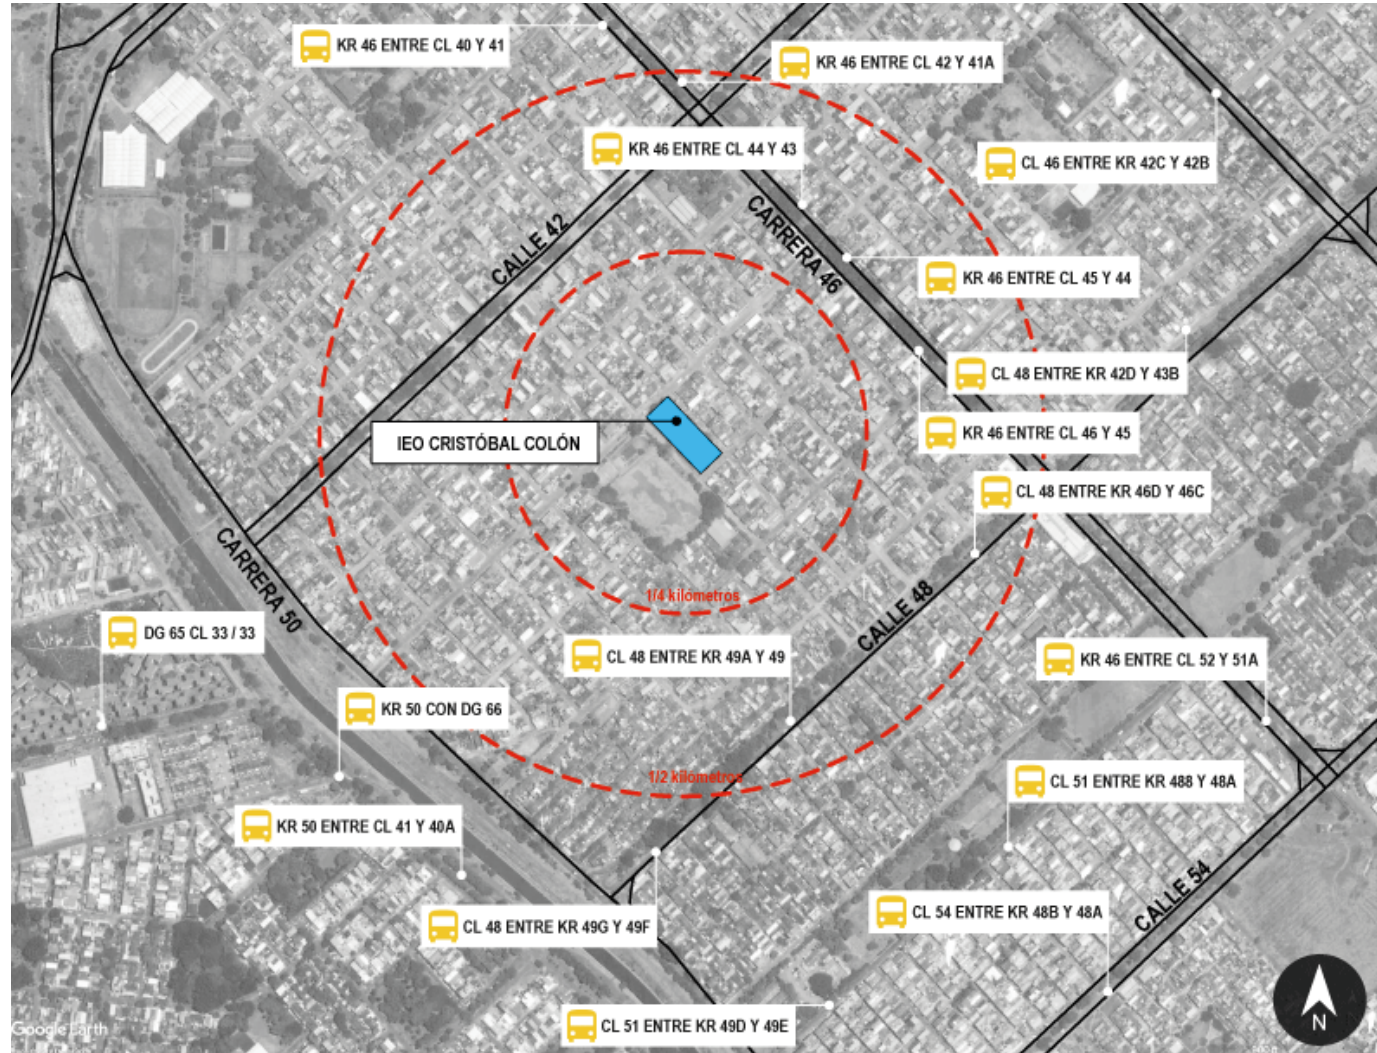 KR 46 ENTRE CL 40 Y 41
KR 46 ENTRE CL 42 Y 41A
KR 46 ENTRE CL 44 Y 43
CL 46 ENTRE KR 42C Y 42B
CALLE 42
CARRERA 46
KR 46 ENTRE CL 45 Y 44
CL 48 ENTRE KR 42D Y 43B
KR 46 ENTRE CL 46 Y 45
IEO CRISTÓBAL COLÓN
CL 48 ENTRE KR 46D Y 46C
CARRERA 50
1/4 kilómetros
CALLE 48
DG 65 CL 33 / 33
CL 48 ENTRE KR 49A Y 49
KR 46 ENTRE CL 52 Y 51A
KR 50 CON DG 66
1/2 kilómetros
CL 51 ENTRE KR 488 Y 48A
KR 50 ENTRE CL 41 Y 40A
CL 48 ENTRE KR 49G Y 49F
CL 54 ENTRE KR 48B Y 48A
CALLE 54
CL 51 ENTRE KR 49D Y 49E
N
Google Earth